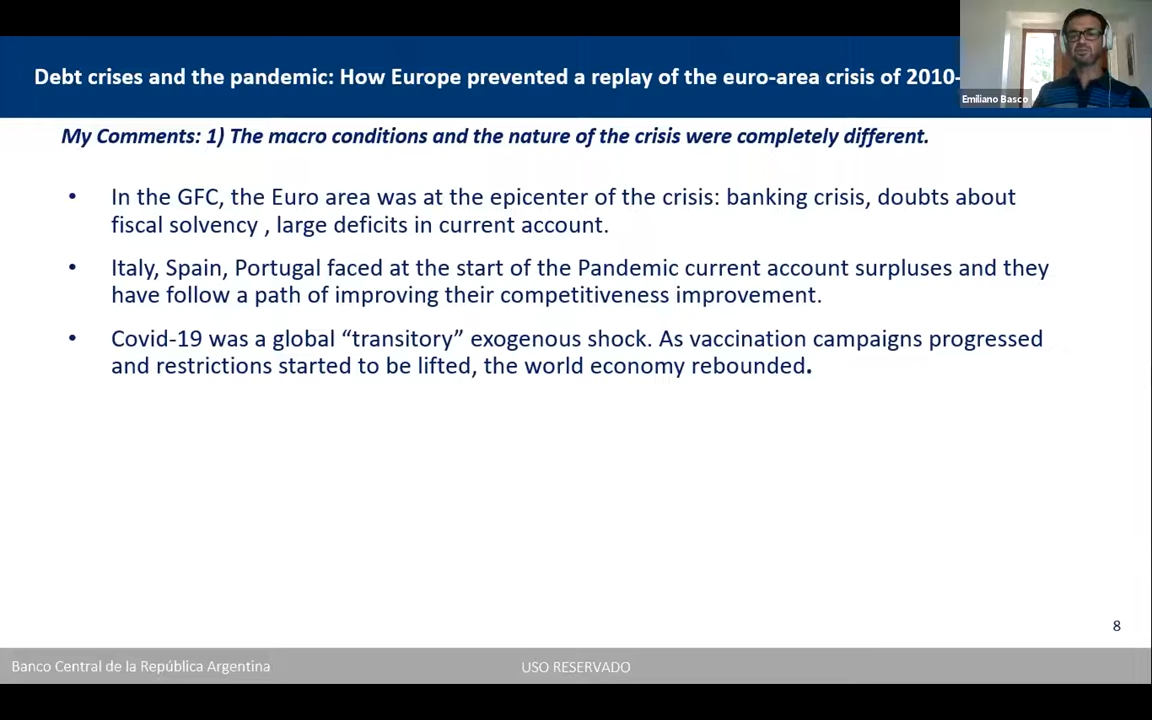 Debt crises and the pandemic: How Europe prevented a replay of the euro-area crisis of 2010-
Emiliano Basco
My Comments: 1) The macro conditions and the nature of the crisis were completely different.
• In the GFC, the Euro area was at the epicenter of the crisis: banking crisis, doubts about
fiscal solvency , large deficits in current account.
• Italy, Spain, Portugal faced at the start of the Pandemic current account surpluses and they
have follow a path of improving their competitiveness improvement.
• Covid-19 was a global “transitory” exogenous shock. As vaccination campaigns progressed
and restrictions started to be lifted, the world economy rebounded.
8
Banco Central de la República Argentina
USO RESERVADO